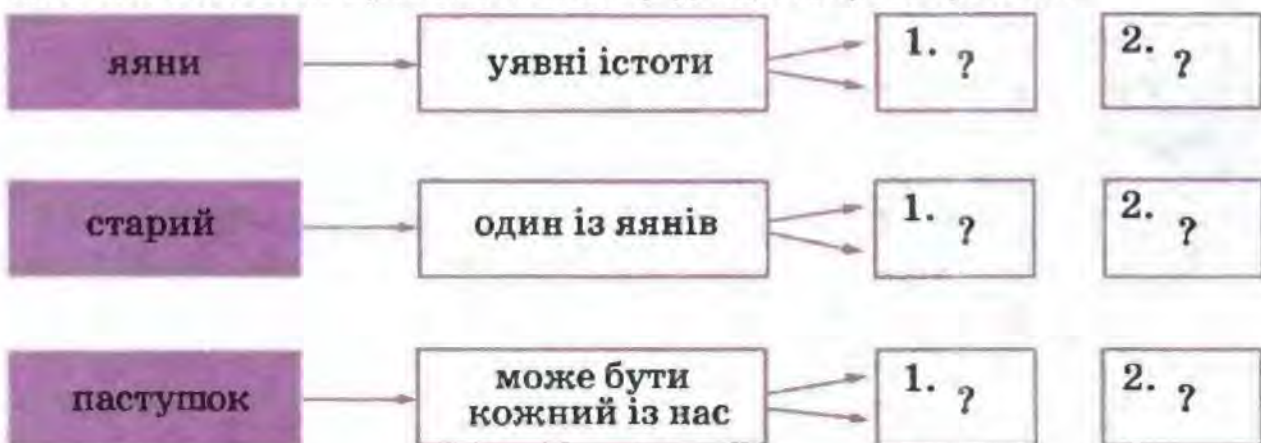 яяни
уявні істоти
1. ?
2. ?
старий
один із яянів
1. ?
2. ?
пастушок
може бути
кожний із нас
1. ?
2. ?